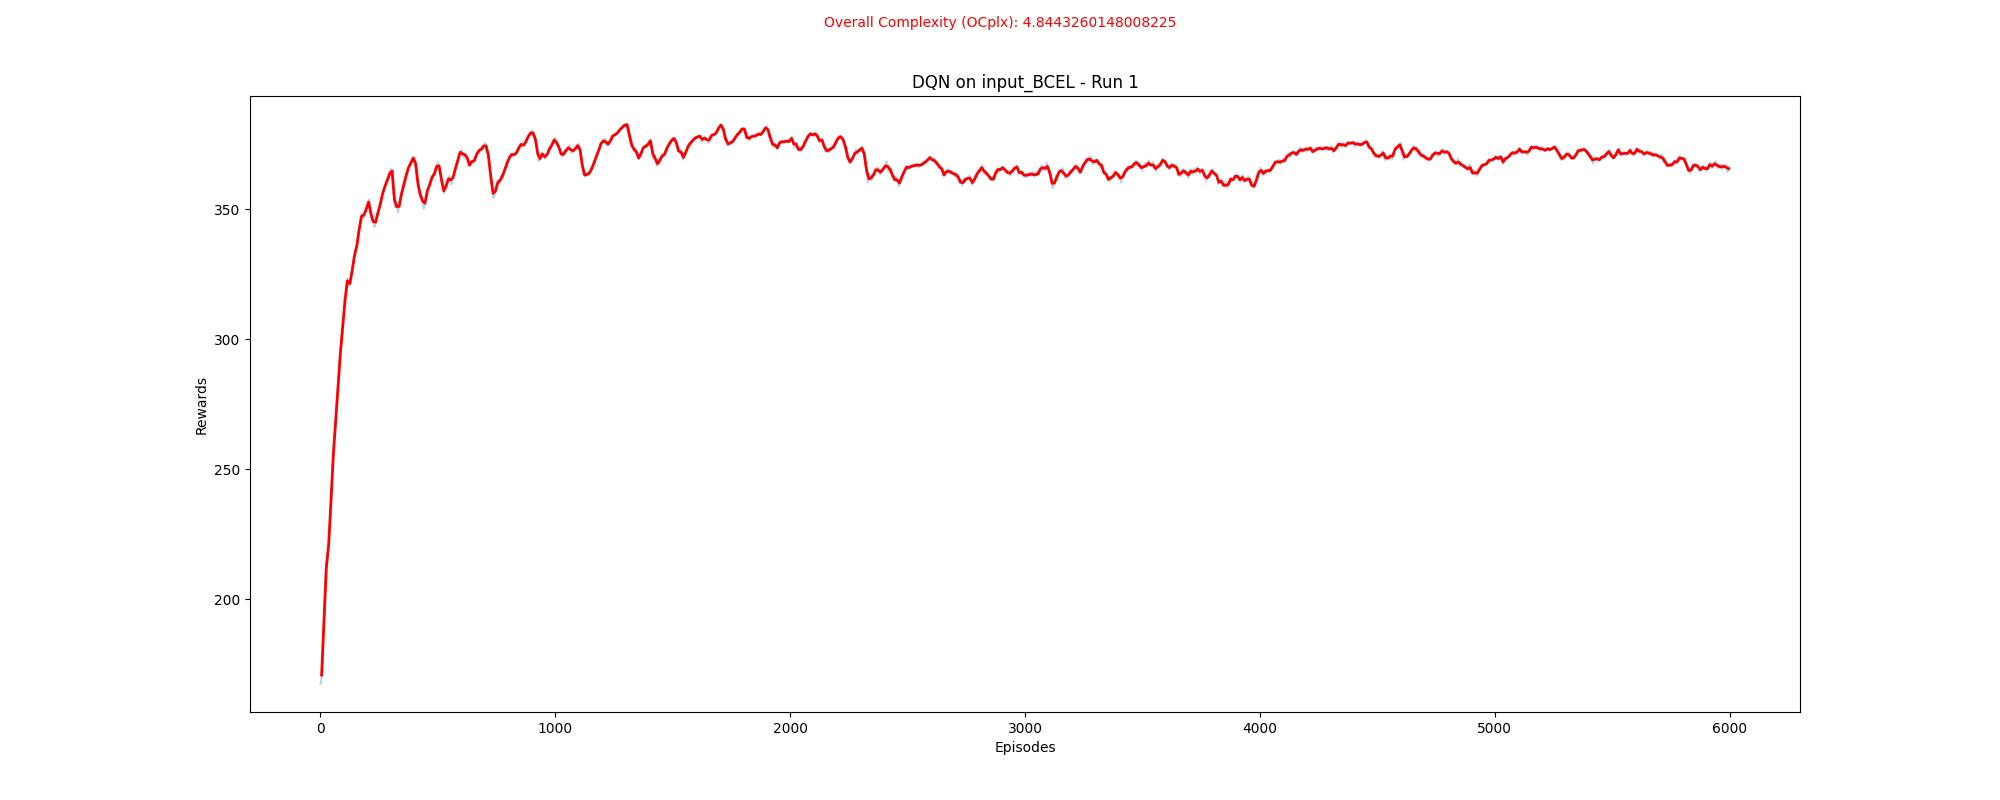 Overall Complexity (OCplx): 4.8443260148008225
DQN on input_BCEL - Run 1
350
300
250
200
Rewards
0 1000 2000 3000 4000 5000 6000
Episodes